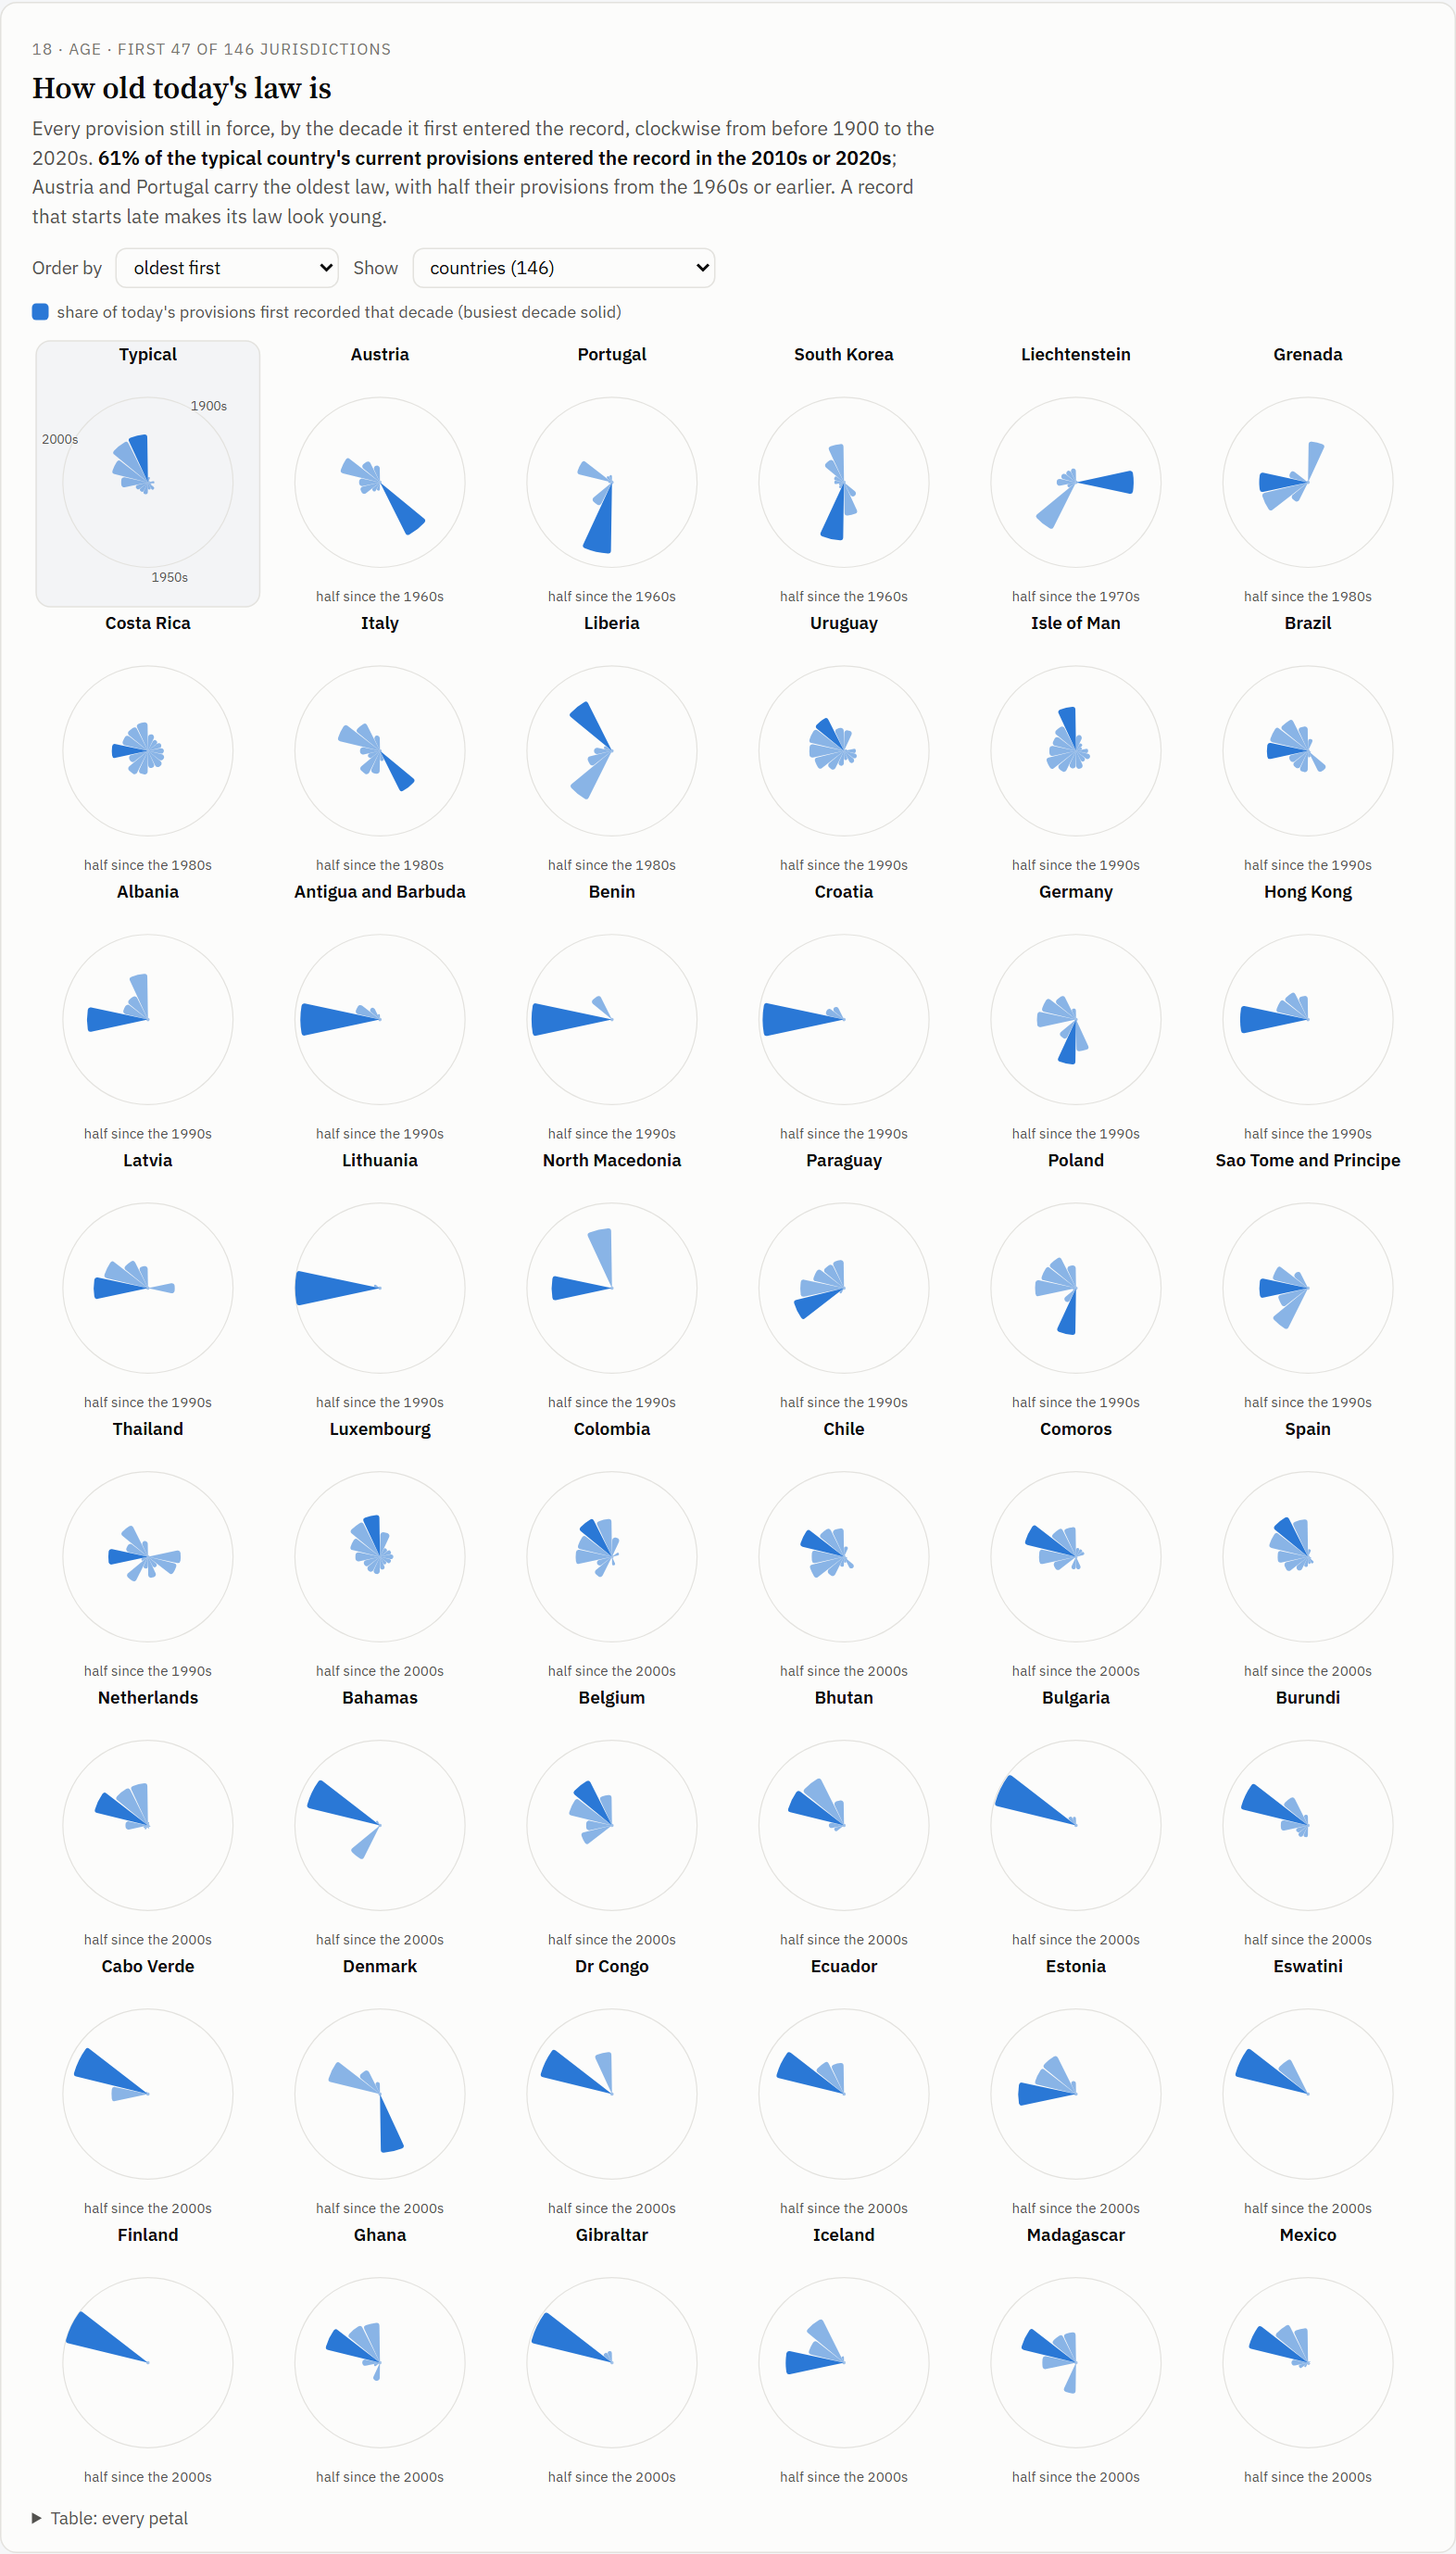 18 · AGE · FIRST 47 OF 146 JURISDICTIONS
How old today's law is
Every provision still in force, by the decade it first entered the record, clockwise from before 1900 to the
2020s. 61% of the typical country's current provisions entered the record in the 2010s or 2020s;
Austria and Portugal carry the oldest law, with half their provisions from the 1960s or earlier. A record
that starts late makes its law look young.
Order by oldest first Show countries (146)
share of today's provisions first recorded that decade (busiest decade solid)
Typical Austria Portugal South Korea Liechtenstein Grenada
1900s
2000s
1950s
half since the 1960s half since the 1960s half since the 1960s half since the 1970s half since the 1980s
Costa Rica Italy Liberia Uruguay Isle of Man Brazil
half since the 1980s half since the 1980s half since the 1980s half since the 1990s half since the 1990s half since the 1990s
Albania Antigua and Barbuda Benin Croatia Germany Hong Kong
half since the 1990s half since the 1990s half since the 1990s half since the 1990s half since the 1990s half since the 1990s
Latvia Lithuania North Macedonia Paraguay Poland Sao Tome and Principe
half since the 1990s half since the 1990s half since the 1990s half since the 1990s half since the 1990s half since the 1990s
Thailand Luxembourg Colombia Chile Comoros Spain
half since the 1990s half since the 2000s half since the 2000s half since the 2000s half since the 2000s half since the 2000s
Netherlands Bahamas Belgium Bhutan Bulgaria Burundi
half since the 2000s half since the 2000s half since the 2000s half since the 2000s half since the 2000s half since the 2000s
Cabo Verde Denmark Dr Congo Ecuador Estonia Eswatini
half since the 2000s half since the 2000s half since the 2000s half since the 2000s half since the 2000s half since the 2000s
Finland Ghana Gibraltar Iceland Madagascar Mexico
half since the 2000s half since the 2000s half since the 2000s half since the 2000s half since the 2000s half since the 2000s
Table: every petal